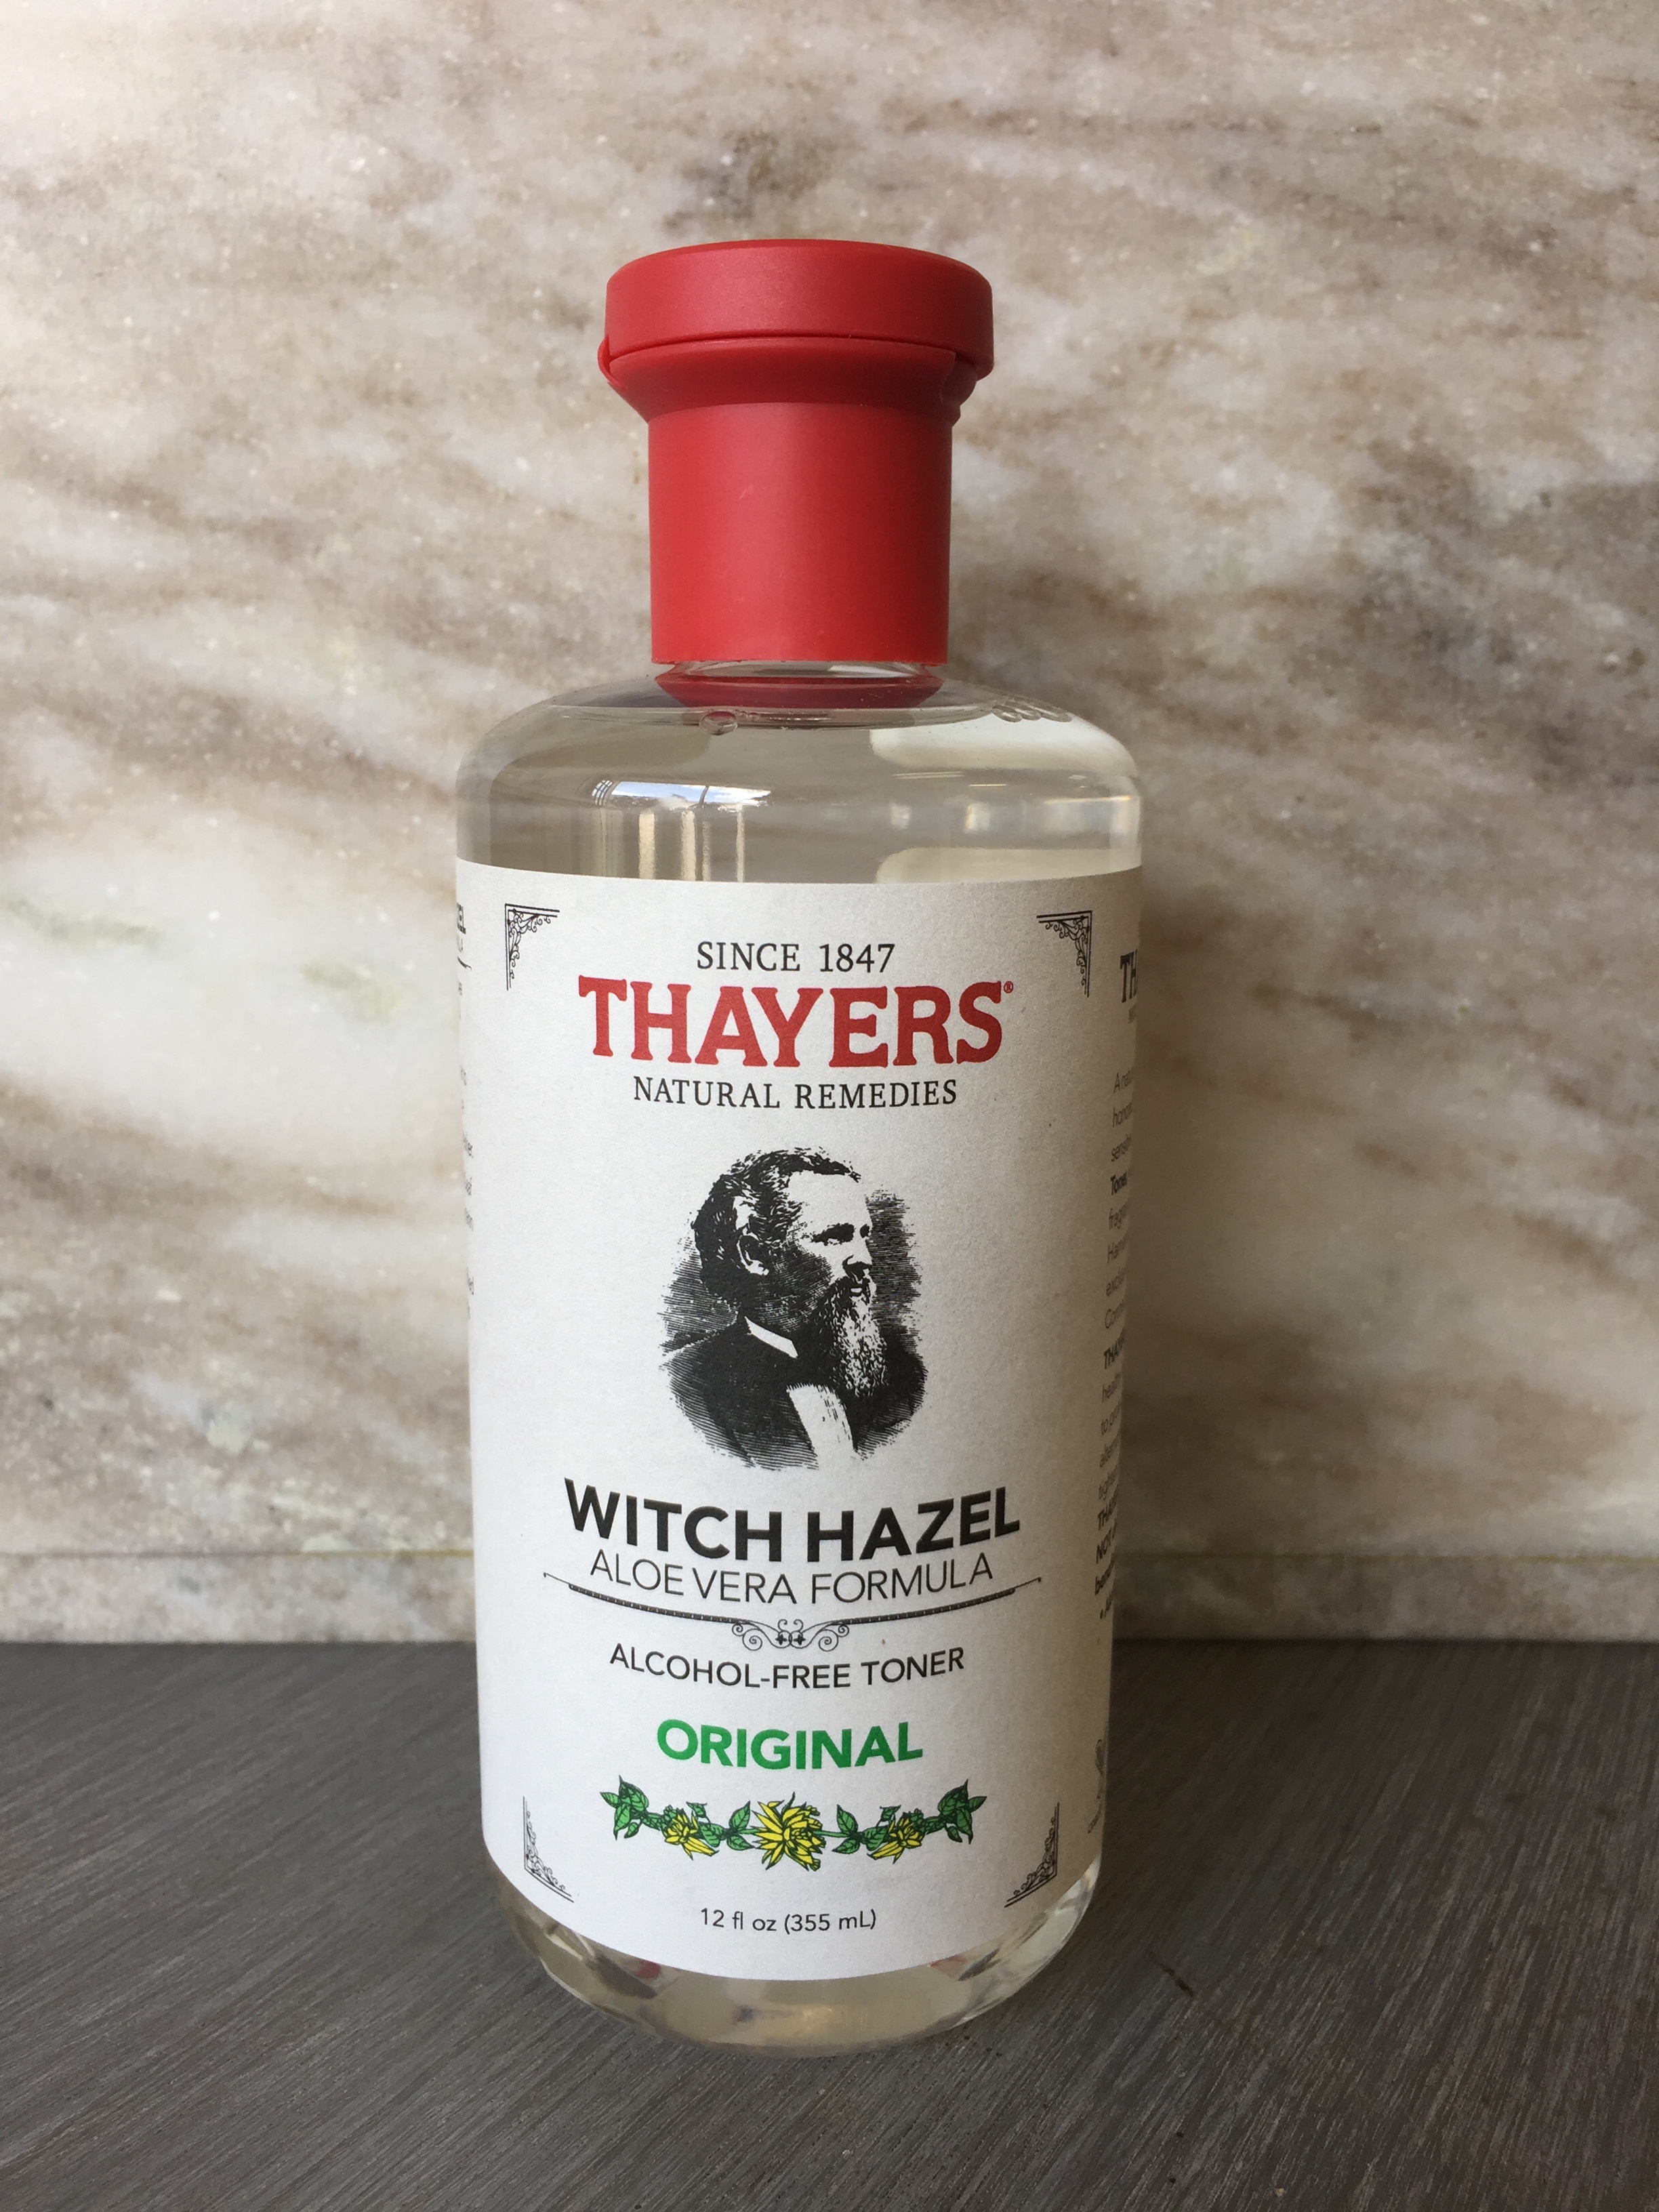 SINCE 1847
THAYERS®
NATURAL REMEDIES
WITCH HAZEL
ALOE VERA FORMULA
ALCOHOL-FREE TONER
ORIGINAL
12 fl oz (355 mL)